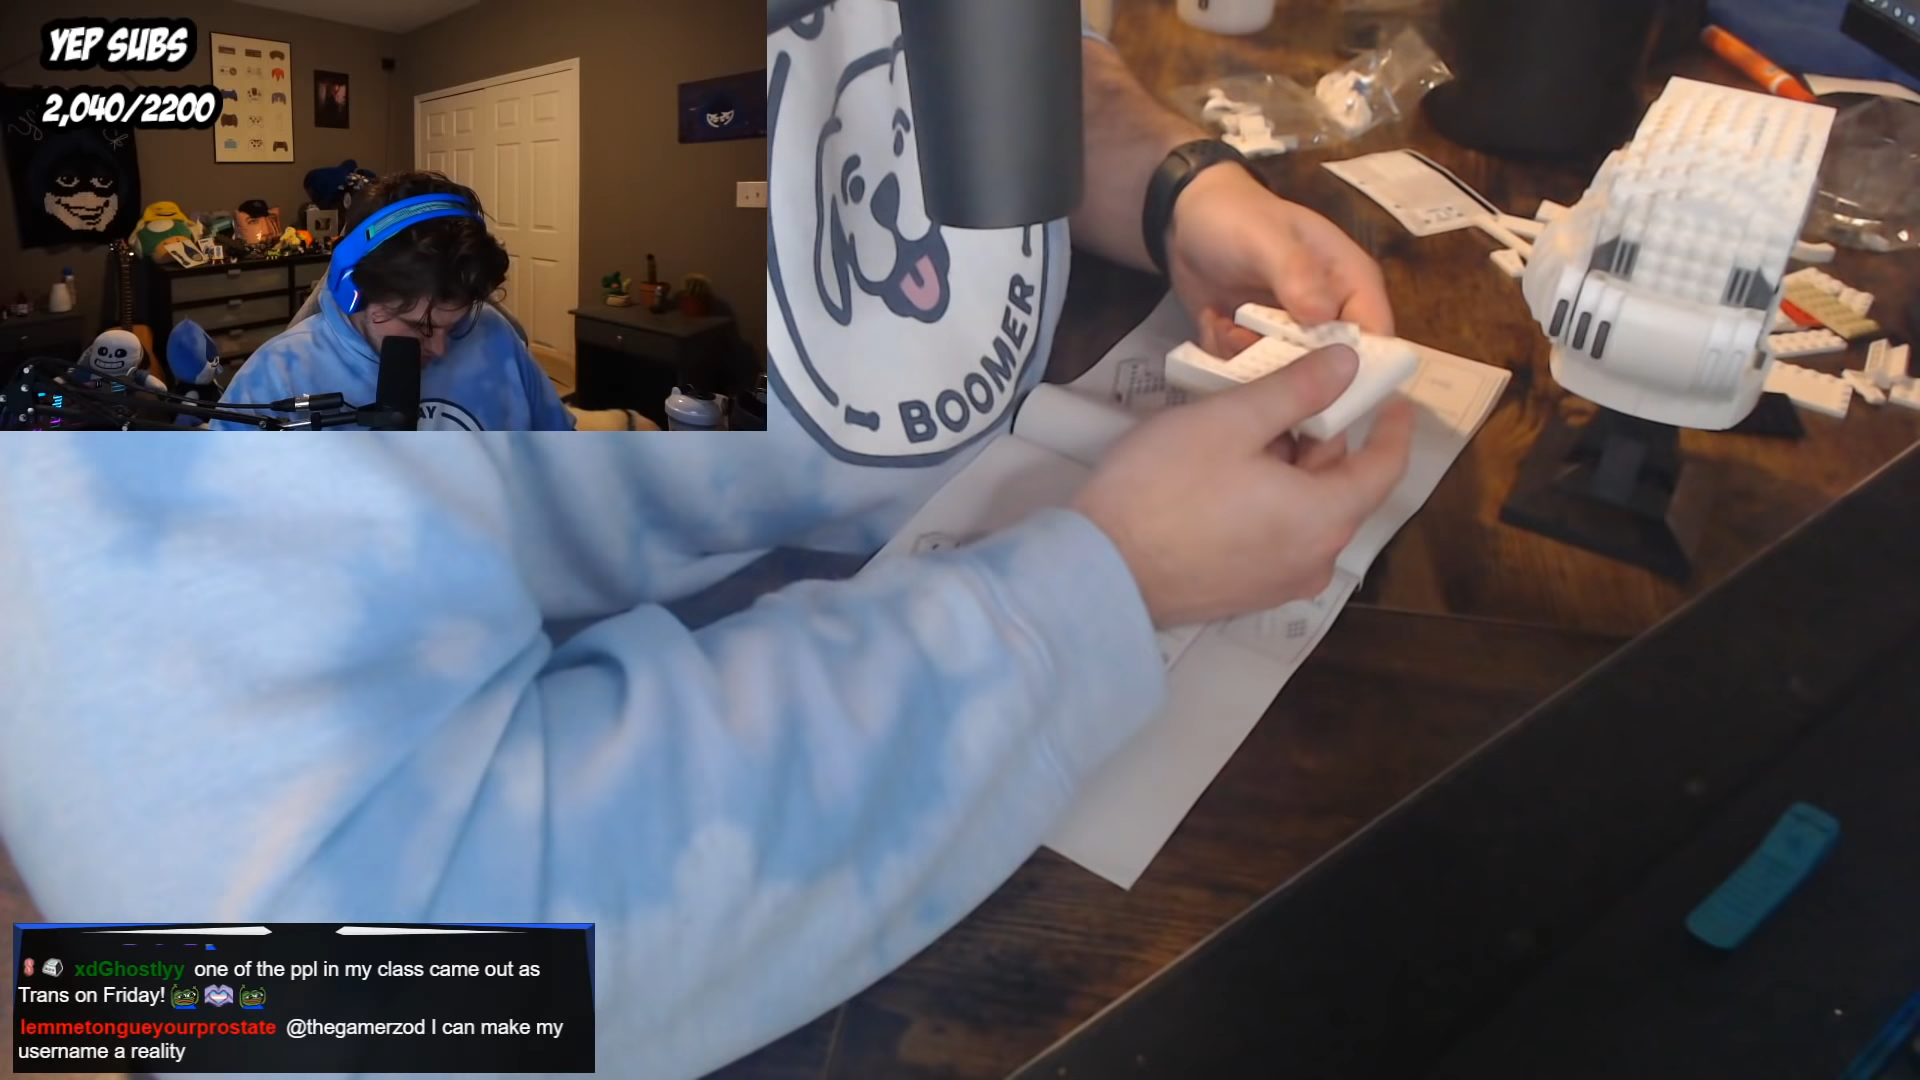 YEP SUBS
2,040/2200
AY
BOOMER
xdGhostlyy one of the ppl in my class came out as
Trans on Friday!
lemmetongueyourprostate @thegamerzod I can make my
username a reality